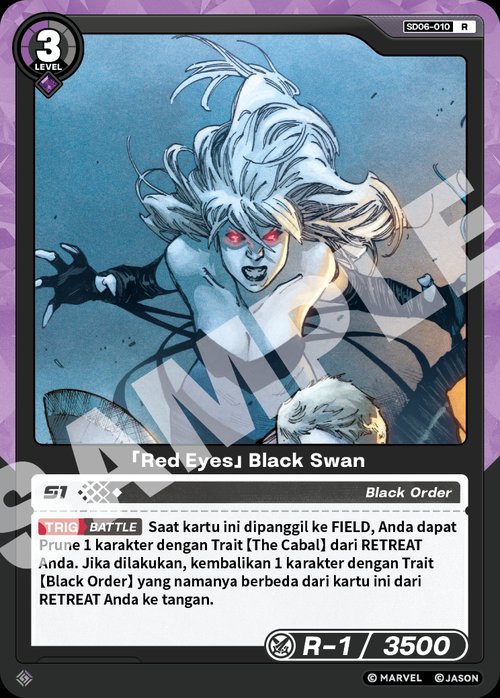 3
LEVEL
SD06-010 R
SAMPLE
「Red Eyes」 Black Swan
S1 Black Order
TRIG BATTLE Saat kartu ini dipanggil ke FIELD, Anda dapat
Prune 1 karakter dengan Trait【The Cabal】dari RETREAT
Anda. Jika dilakukan, kembalikan 1 karakter dengan Trait
【Black Order】yang namanya berbeda dari kartu ini dari
RETREAT Anda ke tangan.
R-1 / 3500
© MARVEL © JASON